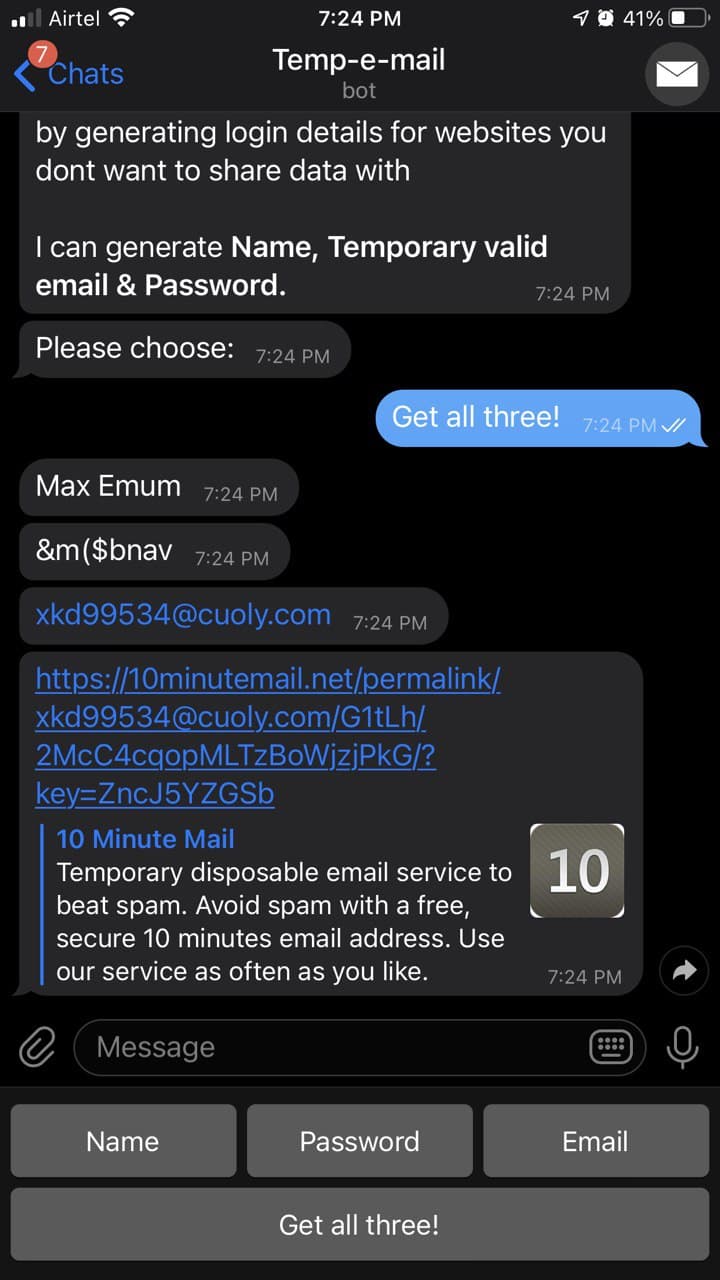 Airtel 7:24 PM 41%
7
Chats
Temp-e-mail
bot
by generating login details for websites you
dont want to share data with
I can generate Name, Temporary valid
email & Password. 7:24 PM
Please choose: 7:24 PM
Get all three! 7:24 PM
Max Emum 7:24 PM
&m($bnav 7:24 PM
xkd99534@cuoly.com 7:24 PM
https://10minutemail.net/permalink/
xkd99534@cuoly.com/G1tLh/
2McC4cqopMLTzBoWjzjPkG/?
key=ZncJ5YZGSb
10 Minute Mail
10
Temporary disposable email service to
beat spam. Avoid spam with a free,
secure 10 minutes email address. Use
our service as often as you like. 7:24 PM
Message
Name Password Email
Get all three!